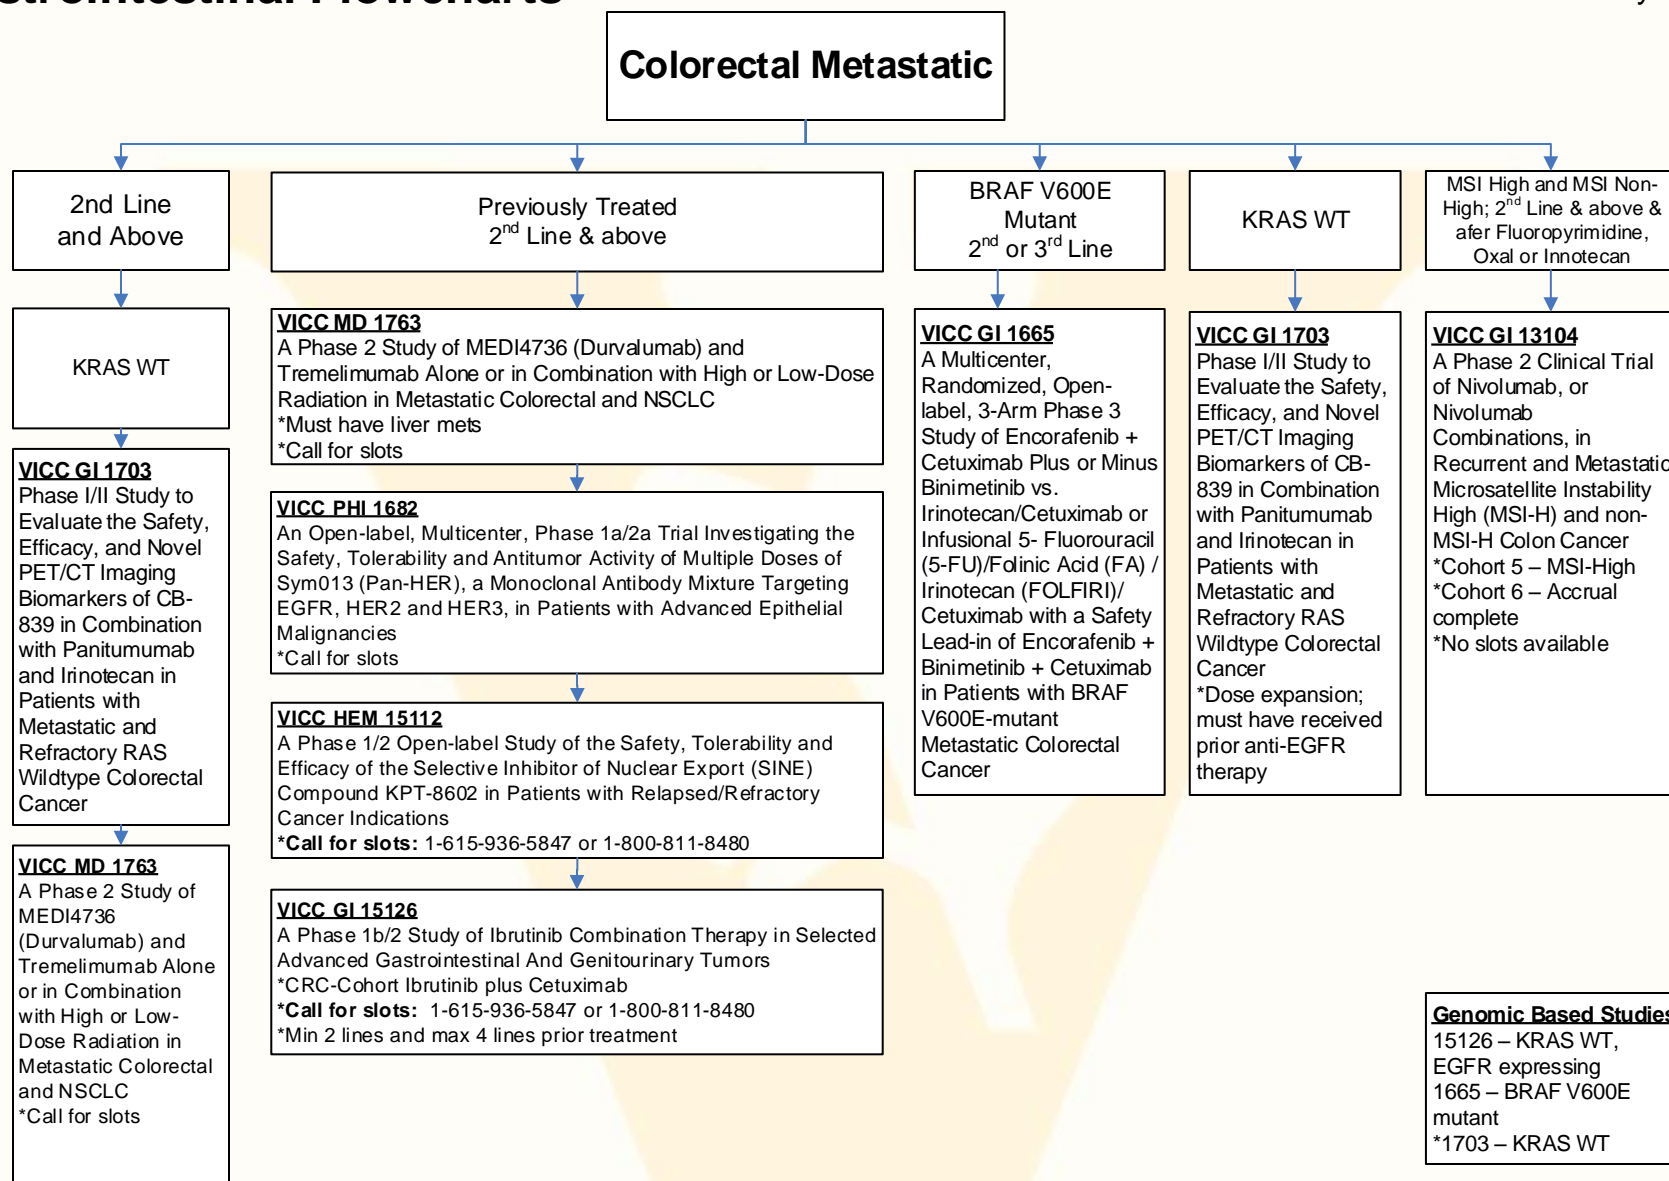 Colorectal Metastatic
2nd Line
and Above
KRAS WT
VICC GI 1703
Phase I/II Study to
Evaluate the Safety,
Efficacy, and Novel
PET/CT Imaging
Biomarkers of CB-
839 in Combination
with Panitumumab
and Irinotecan in
Patients with
Metastatic and
Refractory RAS
Wildtype Colorectal
Cancer
VICC MD 1763
A Phase 2 Study of
MEDI4736
(Durvalumab) and
Tremelimumab Alone
or in Combination
with High or Low-
Dose Radiation in
Metastatic Colorectal
and NSCLC
*Call for slots
Previously Treated
2nd Line & above
VICC MD 1763
A Phase 2 Study of MEDI4736 (Durvalumab) and
Tremelimumab Alone or in Combination with High or Low-Dose
Radiation in Metastatic Colorectal and NSCLC
*Must have liver mets
*Call for slots
VICC PHI 1682
An Open-label, Multicenter, Phase 1a/2a Trial Investigating the
Safety, Tolerability and Antitumor Activity of Multiple Doses of
Sym013 (Pan-HER), a Monoclonal Antibody Mixture Targeting
EGFR, HER2 and HER3, in Patients with Advanced Epithelial
Malignancies
*Call for slots
VICC HEM 15112
A Phase 1/2 Open-label Study of the Safety, Tolerability and
Efficacy of the Selective Inhibitor of Nuclear Export (SINE)
Compound KPT-8602 in Patients with Relapsed/Refractory
Cancer Indications
*Call for slots: 1-615-936-5847 or 1-800-811-8480
VICC GI 15126
A Phase 1b/2 Study of Ibrutinib Combination Therapy in Selected
Advanced Gastrointestinal And Genitourinary Tumors
*CRC-Cohort Ibrutinib plus Cetuximab
*Call for slots: 1-615-936-5847 or 1-800-811-8480
*Min 2 lines and max 4 lines prior treatment
BRAF V600E
Mutant
2nd or 3rd Line
VICC GI 1665
A Multicenter,
Randomized, Open-
label, 3-Arm Phase 3
Study of Encorafenib +
Cetuximab Plus or Minus
Binimetinib vs.
Irinotecan/Cetuximab or
Infusional 5- Fluorouracil
(5-FU)/Folinic Acid (FA) /
Irinotecan (FOLFIRI)/
Cetuximab with a Safety
Lead-in of Encorafenib +
Binimetinib + Cetuximab
in Patients with BRAF
V600E-mutant
Metastatic Colorectal
Cancer
KRAS WT
VICC GI 1703
Phase I/II Study to
Evaluate the Safety,
Efficacy, and Novel
PET/CT Imaging
Biomarkers of CB-
839 in Combination
with Panitumumab
and Irinotecan in
Patients with
Metastatic and
Refractory RAS
Wildtype Colorectal
Cancer
*Dose expansion;
must have received
prior anti-EGFR
therapy
MSI High and MSI Non-
High; 2nd Line & above &
afer Fluoropyrimidine,
Oxal or Innotecan
VICC GI 13104
A Phase 2 Clinical Trial
of Nivolumab, or
Nivolumab
Combinations, in
Recurrent and Metastatic
Microsatellite Instability
High (MSI-H) and non-
MSI-H Colon Cancer
*Cohort 5 – MSI-High
*Cohort 6 – Accrual
complete
*No slots available
Genomic Based Studies
15126 – KRAS WT,
EGFR expressing
1665 – BRAF V600E
mutant
*1703 – KRAS WT